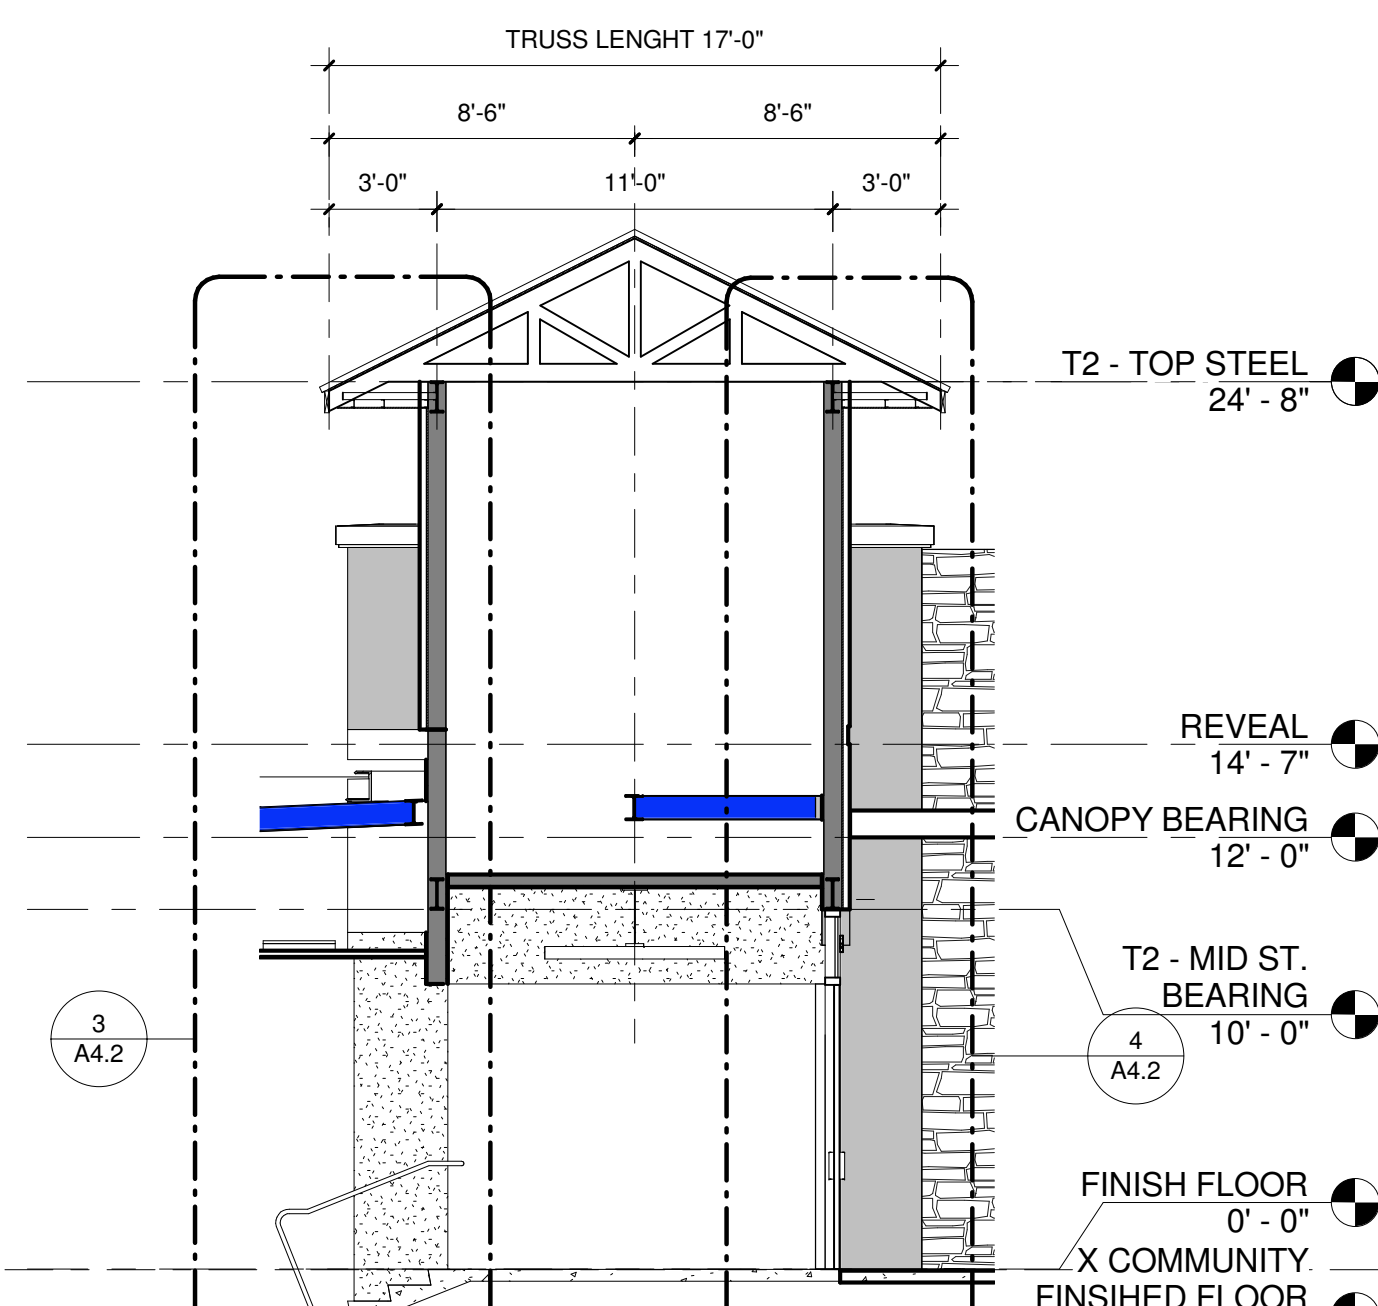 TRUSS LENGHT 17'-0"
8'-6" 8'-6"
3'-0" 11'-0" 3'-0"
T2 - TOP STEEL
24' - 8"
REVEAL
14' - 7"
CANOPY BEARING
12' - 0"
T2 - MID ST.
BEARING
10' - 0"
3
A4.2
4
A4.2
FINISH FLOOR
0' - 0"
X COMMUNITY
FINSIHED FLOOR